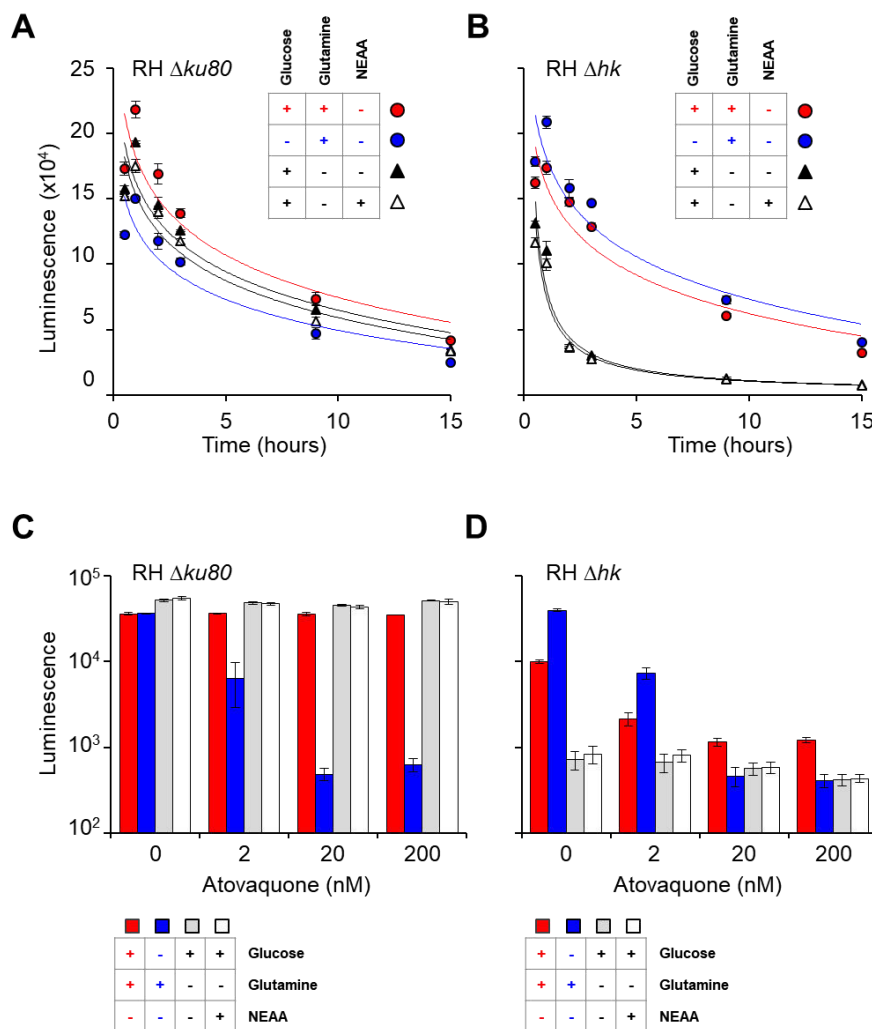 A
RH Δku80
Glucose
Glutamine
NEAA
+ + -
- + -
+ - -
+ - +
Luminescence (x10⁴)
25
20
15
10
5
0
0 5 10 15
Time (hours)
B
RH Δhk
Glucose
Glutamine
NEAA
+ + -
- + -
+ - -
+ - +
0 5 10 15
Time (hours)
C
RH Δku80
Luminescence
10⁵
10⁴
10³
10²
0 2 20 200
Atovaquone (nM)
+ - + + Glucose
+ + - - Glutamine
- - - + NEAA
D
RH Δhk
0 2 20 200
Atovaquone (nM)
+ - + + Glucose
+ + - - Glutamine
- - - + NEAA